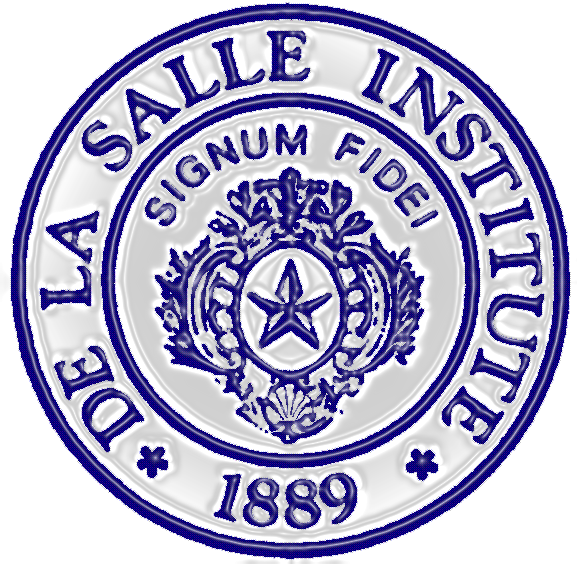 DE LA SALLE INSTITUTE
SIGNUM FIDEI
1889